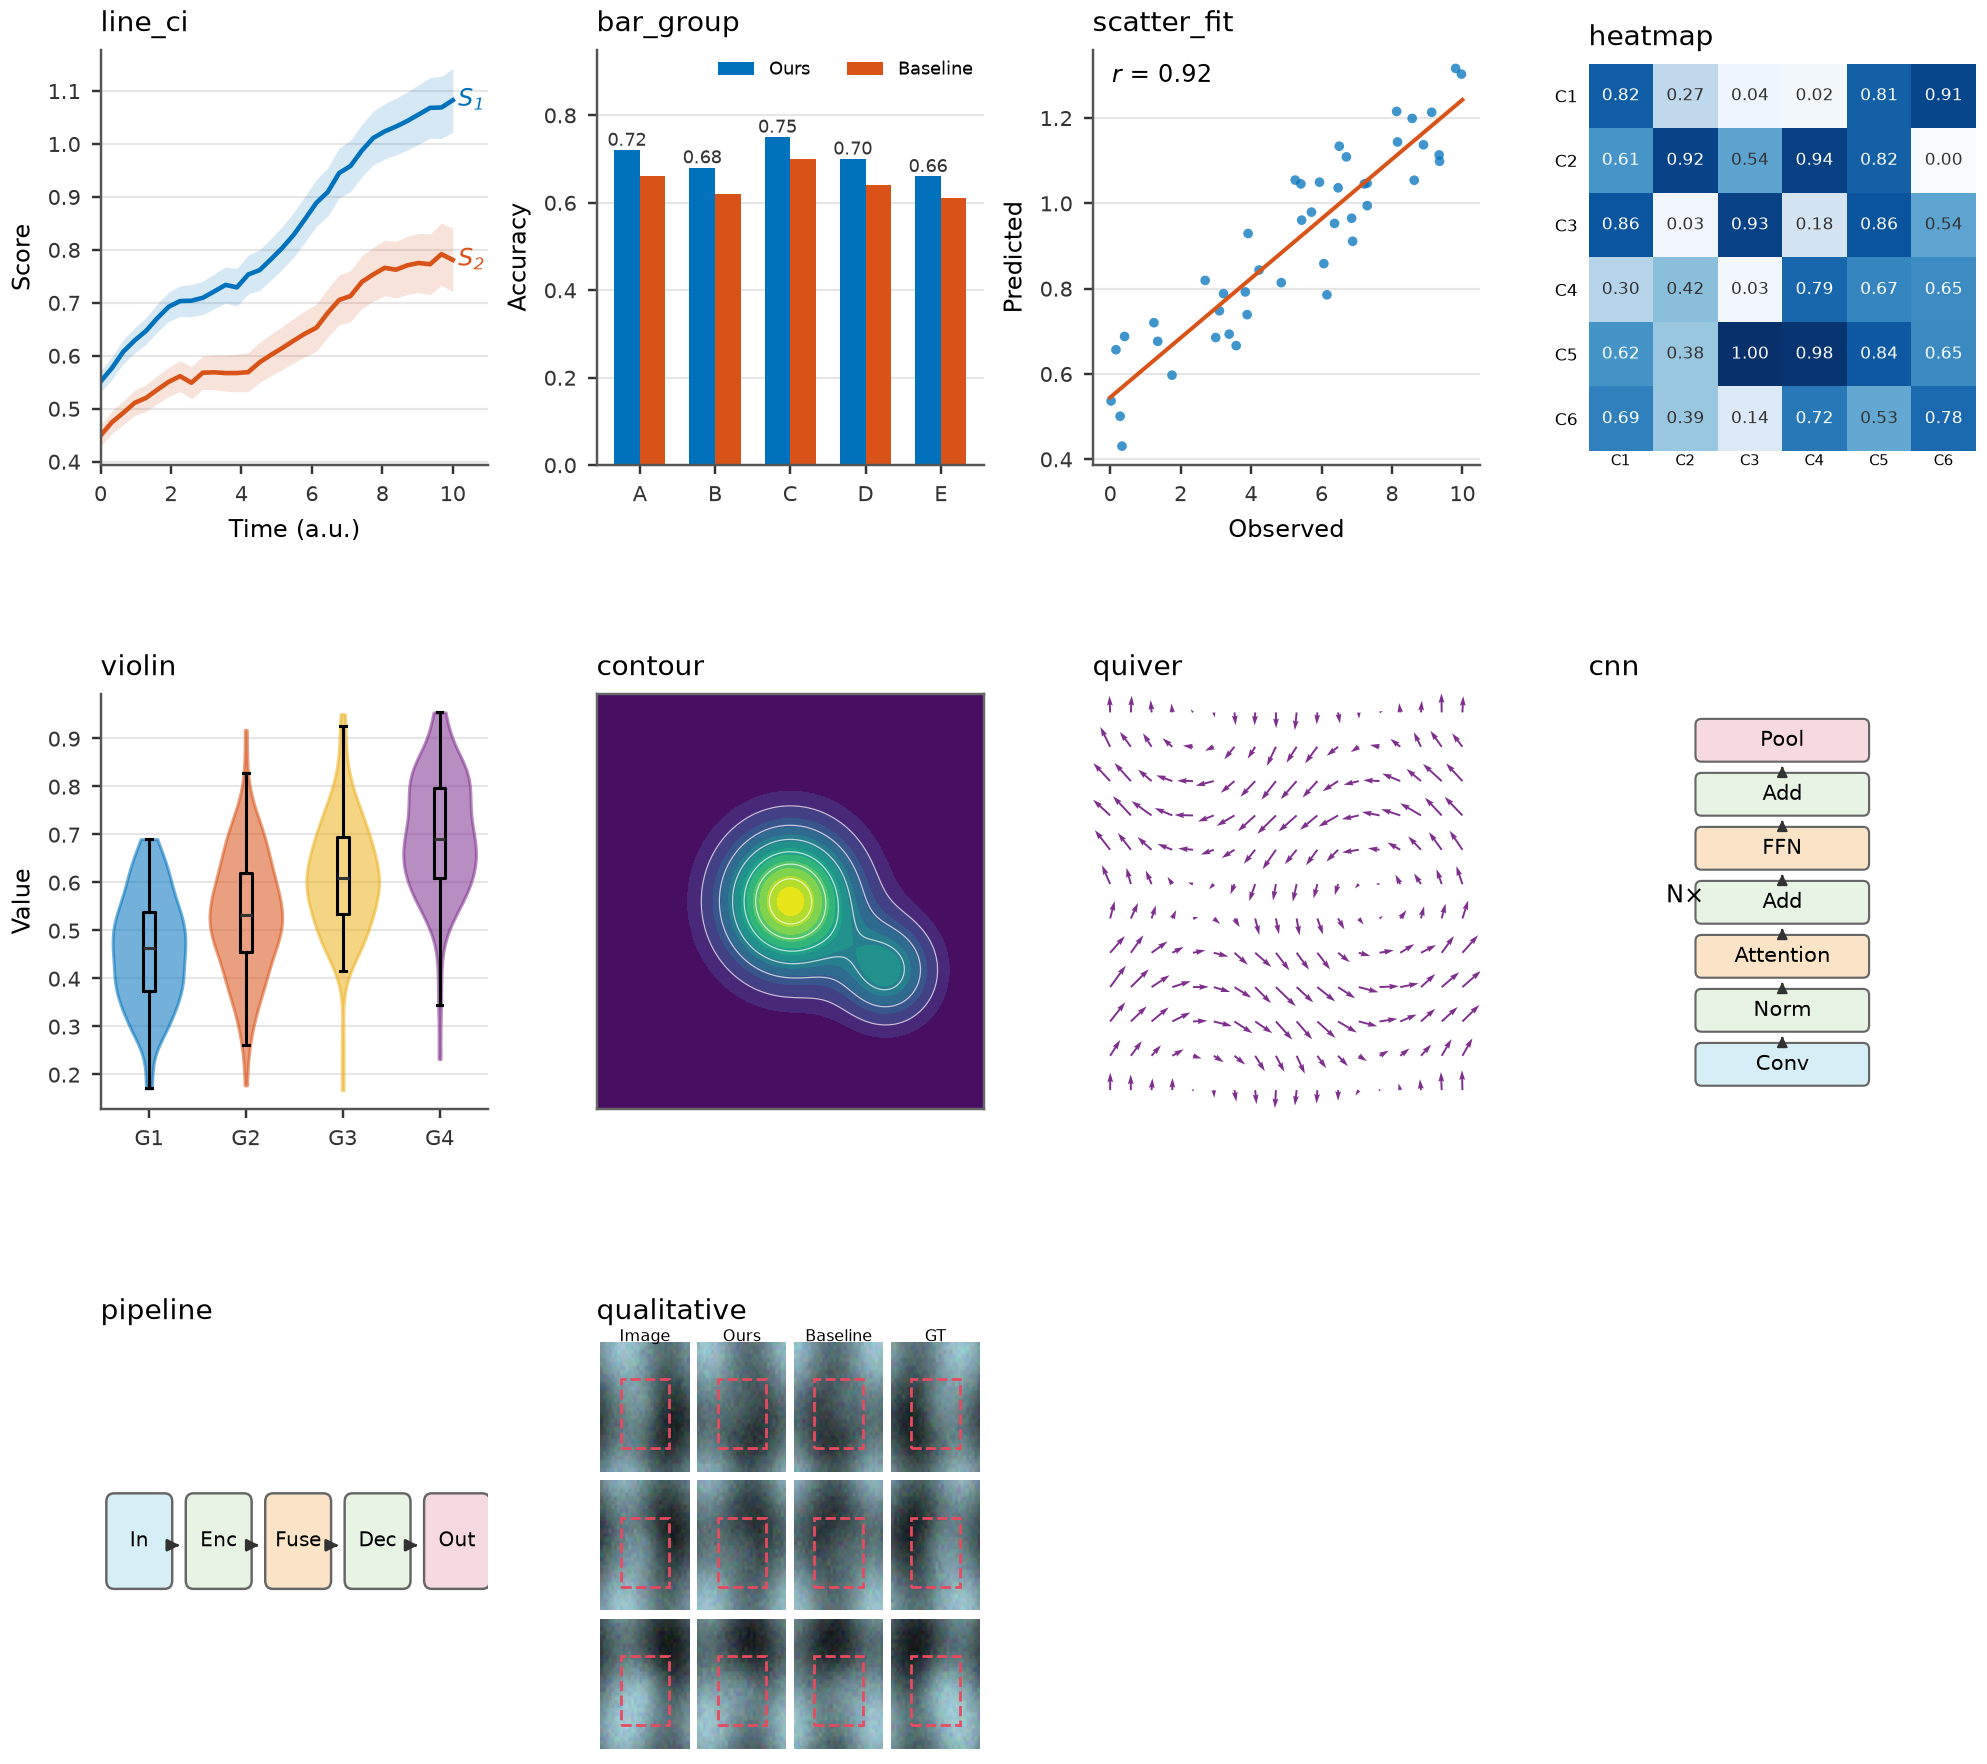 line_ci
1.1
1.0
0.9
0.8
0.7
0.6
0.5
0.4
Score
S1
S2
0 2 4 6 8 10
Time (a.u.)
bar_group
Ours Baseline
0.8
0.6
0.4
0.2
0.0
Accuracy
0.72 0.68 0.75 0.70 0.66
A B C D E
scatter_fit
r = 0.92
1.2
1.0
0.8
0.6
0.4
Predicted
0 2 4 6 8 10
Observed
heatmap
C1 0.82 0.27 0.04 0.02 0.81 0.91
C2 0.61 0.92 0.54 0.94 0.82 0.00
C3 0.86 0.03 0.93 0.18 0.86 0.54
C4 0.30 0.42 0.03 0.79 0.67 0.65
C5 0.62 0.38 1.00 0.98 0.84 0.65
C6 0.69 0.39 0.14 0.72 0.53 0.78
C1 C2 C3 C4 C5 C6
violin
0.9
0.8
0.7
0.6
0.5
0.4
0.3
0.2
Value
G1 G2 G3 G4
contour
quiver
cnn
Pool
Add
FFN
N× Add
Attention
Norm
Conv
pipeline
In Enc Fuse Dec Out
qualitative
Image Ours Baseline GT